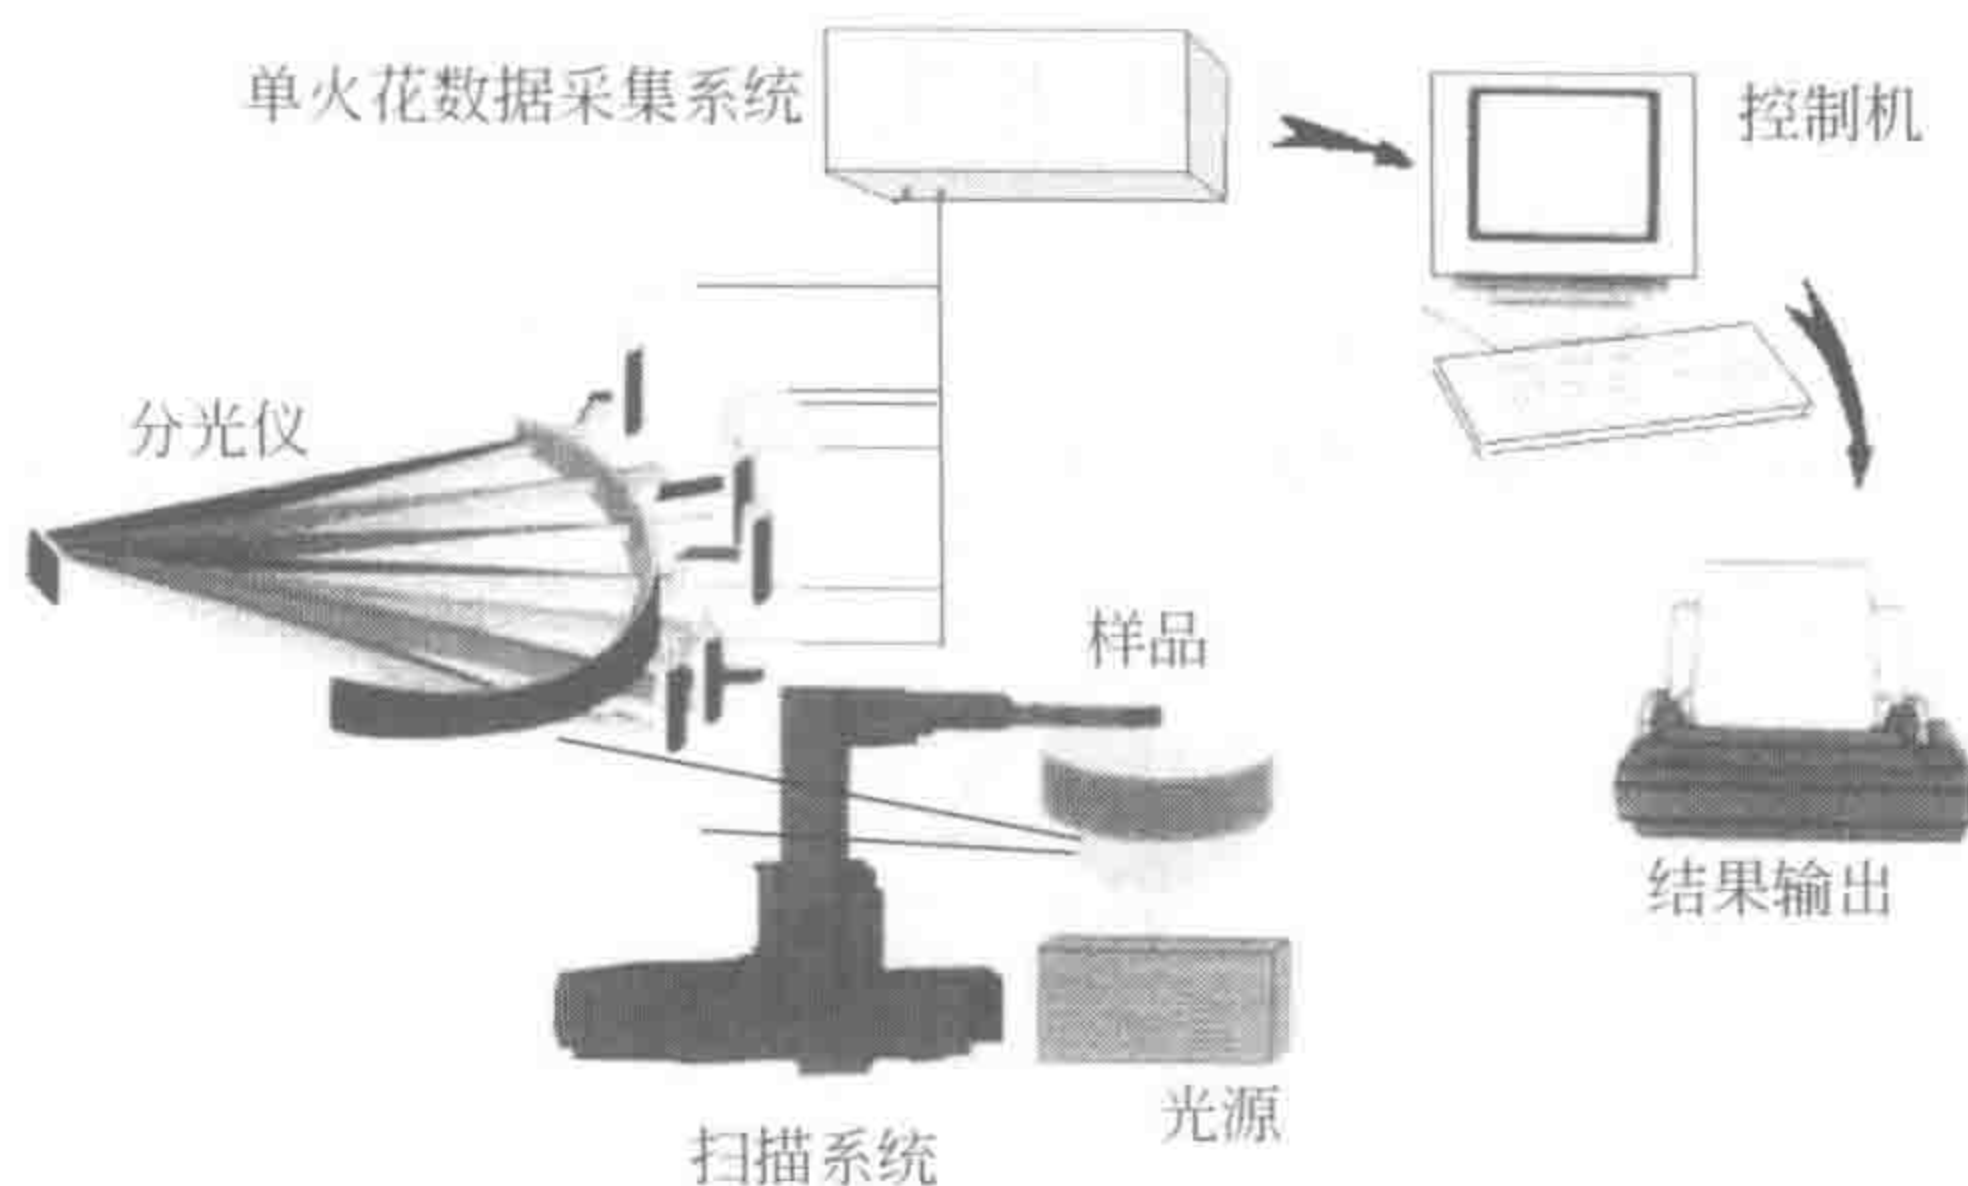 单火花数据采集系统
控制机
分光仪
样品
结果输出
光源
扫描系统